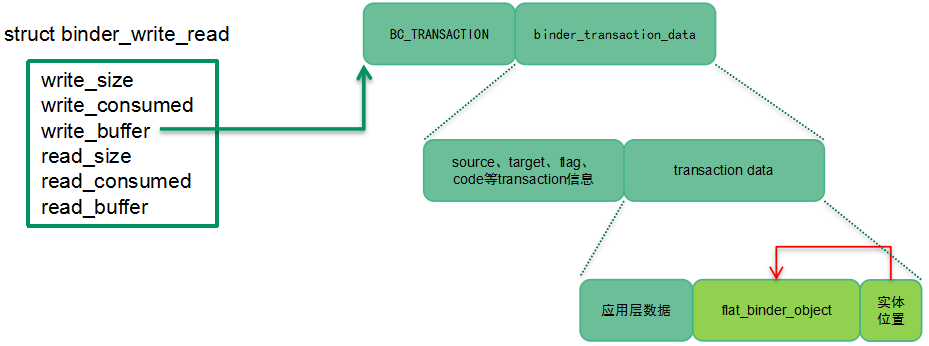 struct binder_write_read
write_size
write_consumed
write_buffer
read_size
read_consumed
read_buffer
BC_TRANSACTION
binder_transaction_data
source、target、flag、
code等transaction信息
transaction data
应用层数据
flat_binder_object
实体
位置